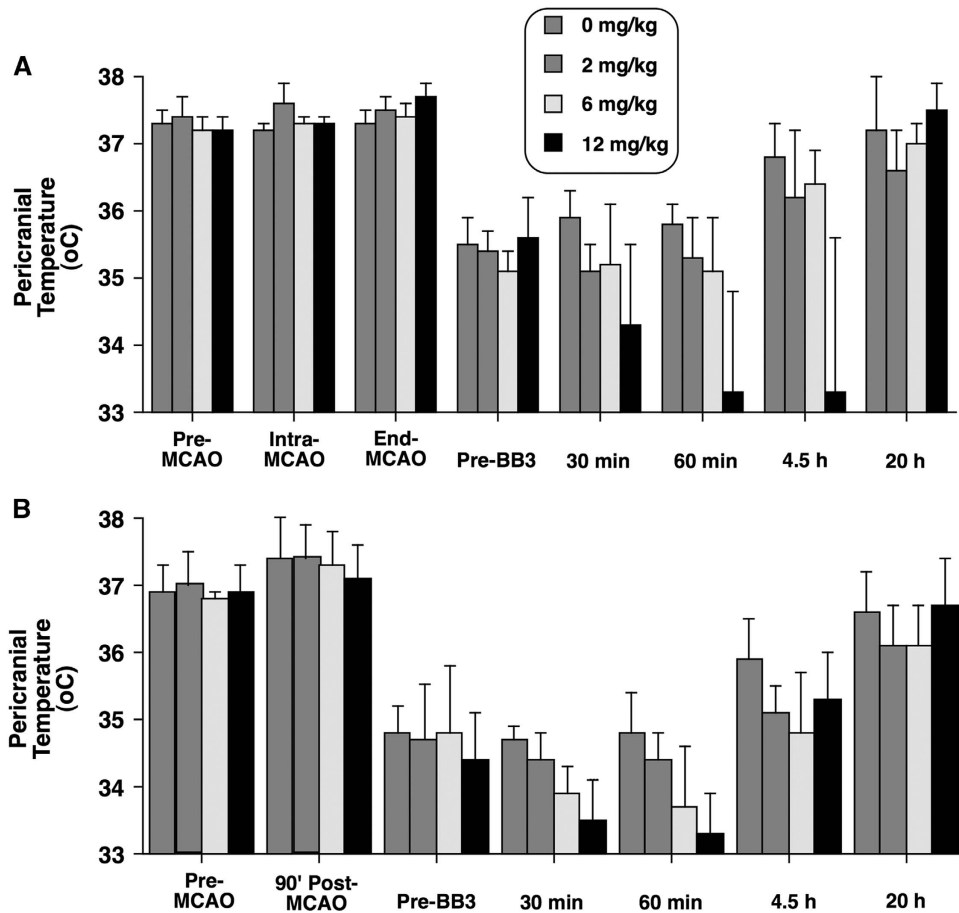 0 mg/kg
2 mg/kg
6 mg/kg
12 mg/kg
A
38
37
36
35
34
33
Pericranial
Temperature
(oC)
Pre-
MCAO
Intra-
MCAO
End-
MCAO
Pre-BB3
30 min
60 min
4.5 h
20 h
B
38
37
36
35
34
33
Pericranial
Temperature
(oC)
Pre-
MCAO
90' Post-
MCAO
Pre-BB3
30 min
60 min
4.5 h
20 h